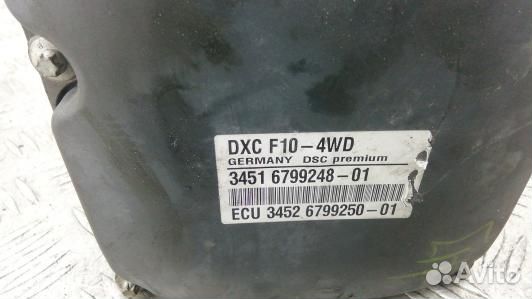 DXC F10-4WD
GERMANY DSC premium
3451 6799248-01
ECU 3452 6799250-01
Avito